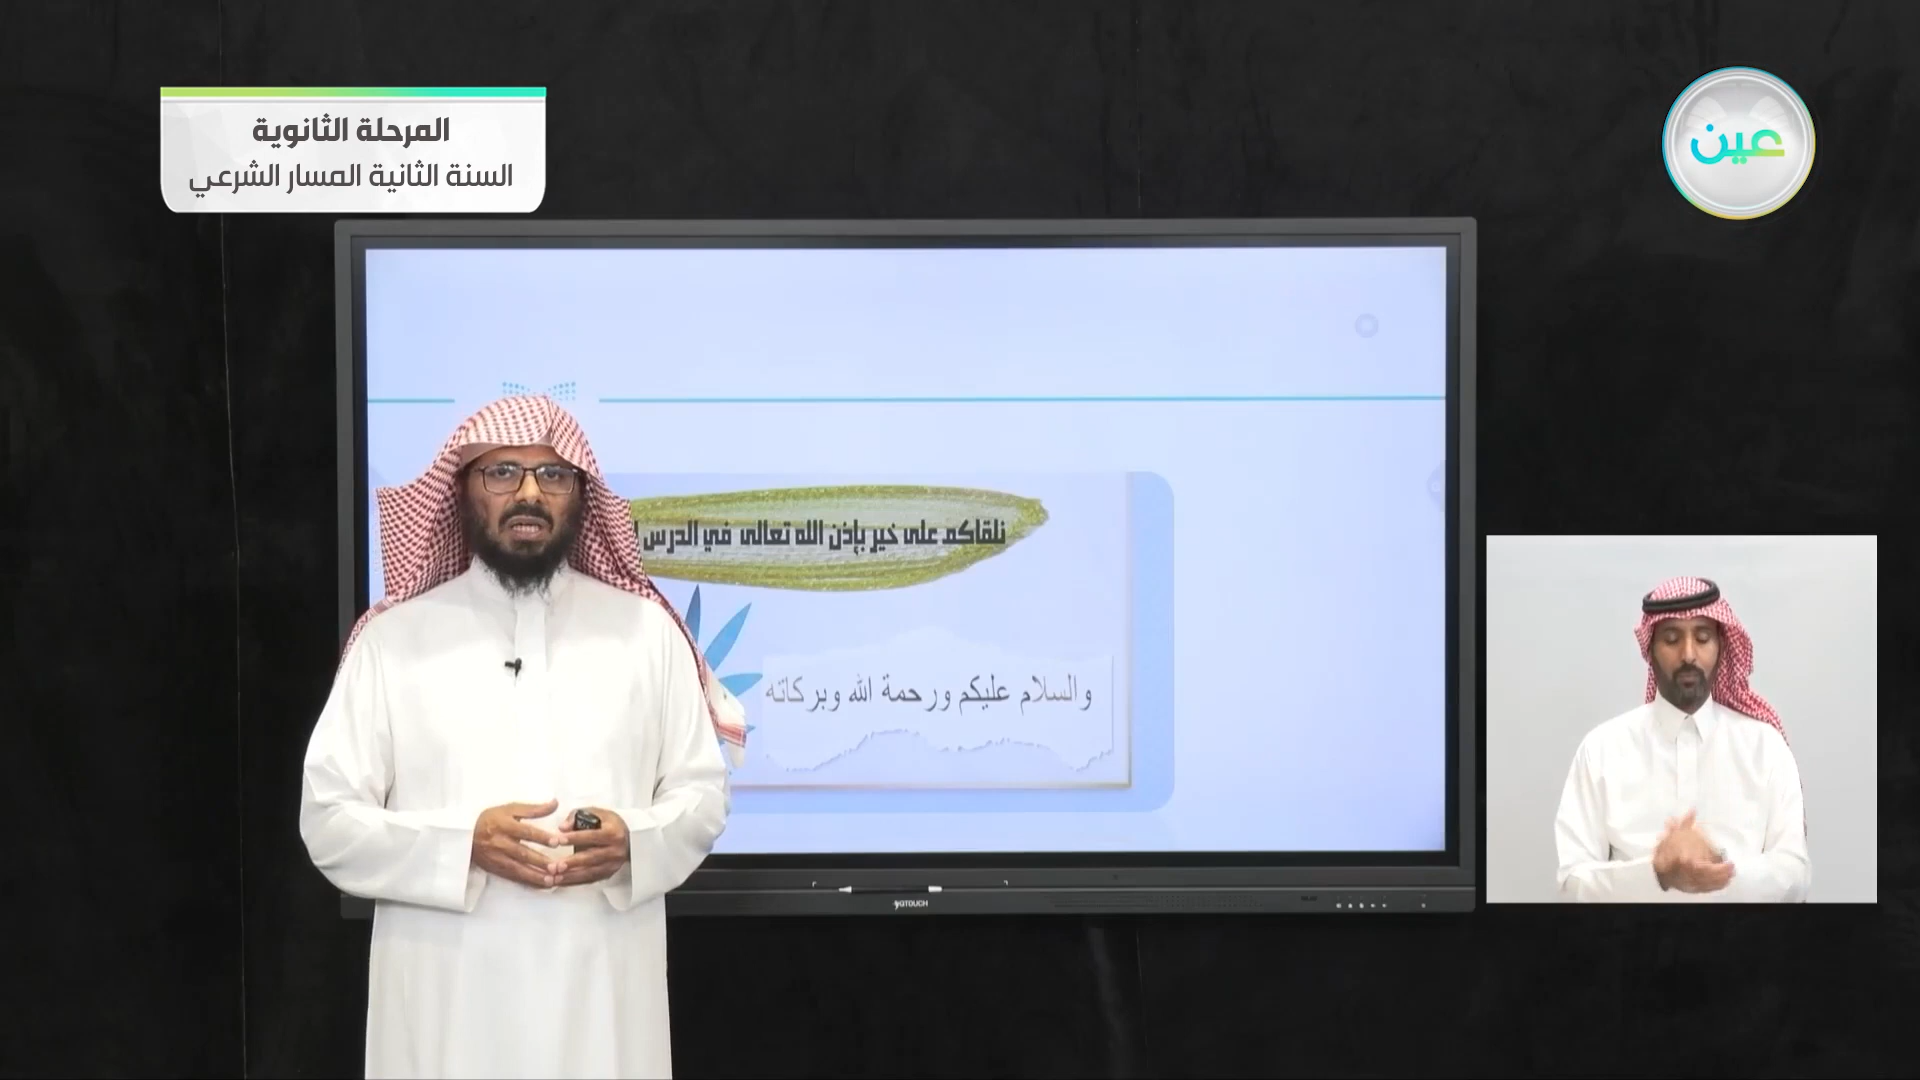 المرحلة الثانوية
السنة الثانية المسار الشرعي
عين
نلقاكم على خير بإذن الله تعالى في الدرس
والسلام عليكم ورحمة الله وبركاته
QTOUCH